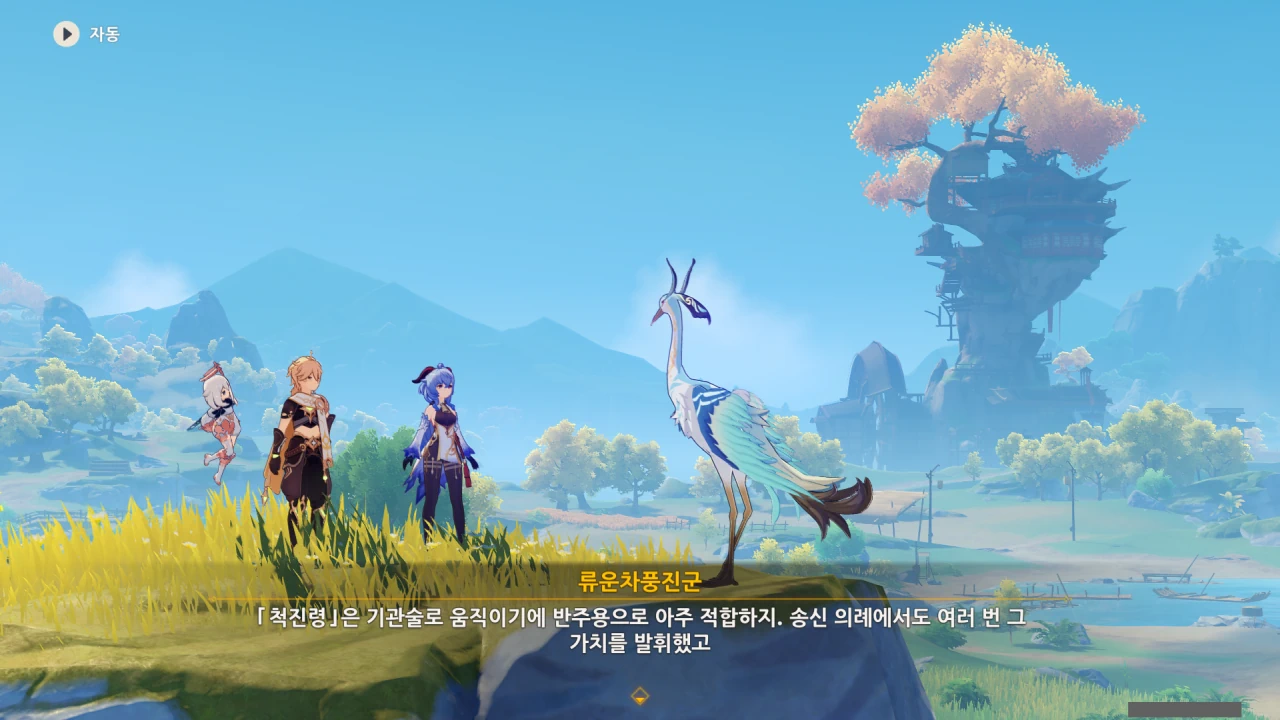 자동
류운차풍진군
「척진령」은 기관술로 움직이기에 반주용으로 아주 적합하지. 송신 의례에서도 여러 번 그
가치를 발휘했고